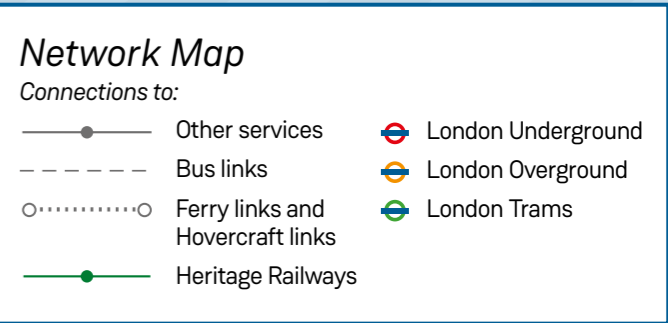 Network Map
Connections to:
Other services
Bus links
Ferry links and
Hovercraft links
Heritage Railways
London Underground
London Overground
London Trams